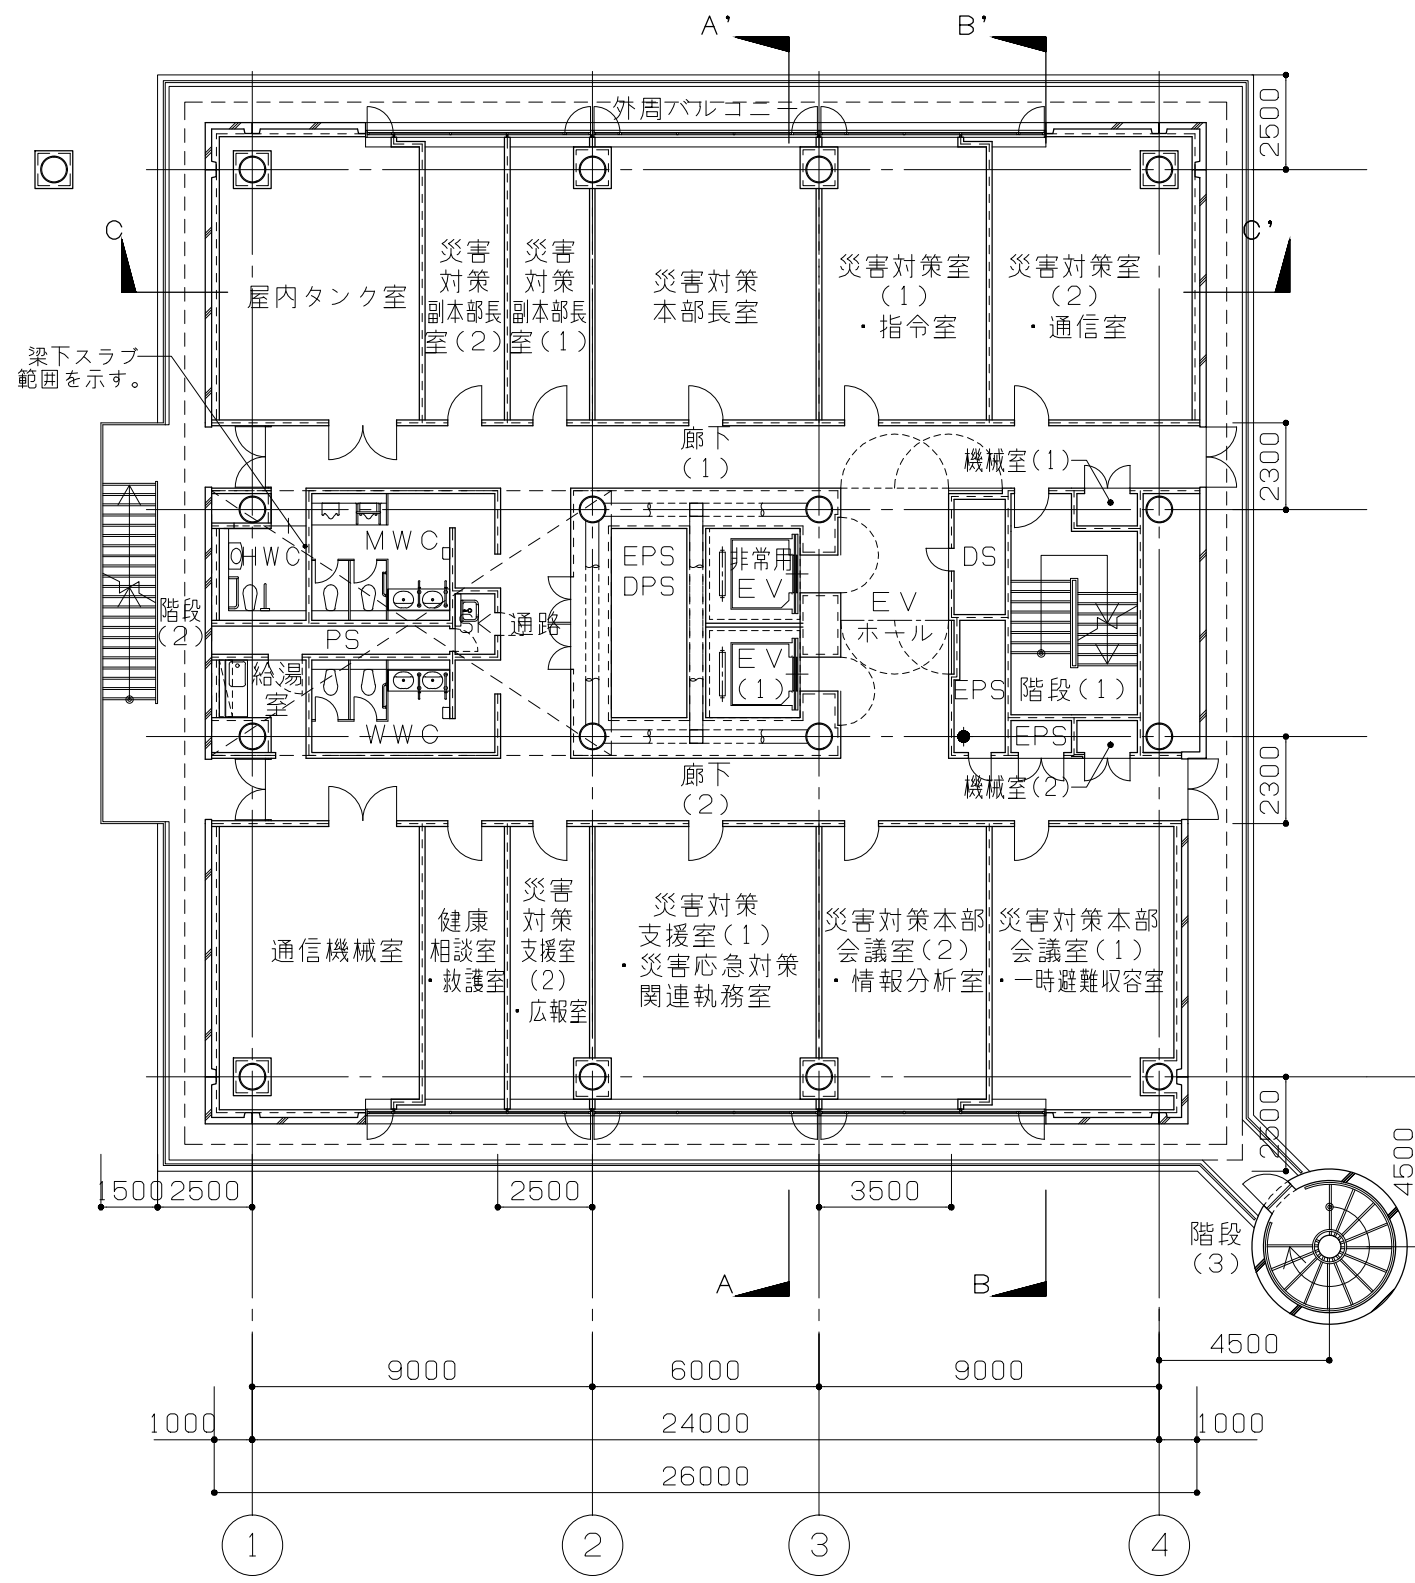 A'
B'
外周バルコニー
2500
C
C'
災害
対策
副本部長
室(2)
災害
対策
副本部長
室(1)
災害対策
本部長室
災害対策室
(1)
・指令室
災害対策室
(2)
・通信室
屋内タンク室
梁下スラブ
範囲を示す。
廊下
(1)
機械室(1)
2300
HWC
MWC
EPS
DPS
非常用
EV
DS
EV
ホール
階段
(2)
PS
SK
通路
EV
(1)
給湯
室
EPS
階段(1)
WWC
EPS
廊下
(2)
機械室(2)
2300
通信機械室
健康
相談室
・救護室
災害
対策
支援室
(2)
・広報室
災害対策
支援室(1)
・災害応急対策
関連執務室
災害対策本部
会議室(2)
・情報分析室
災害対策本部
会議室(1)
・一時避難収容室
2500
4500
1500
2500
2500
3500
階段
(3)
A
B
4500
9000
6000
9000
1000
24000
1000
26000
1
2
3
4